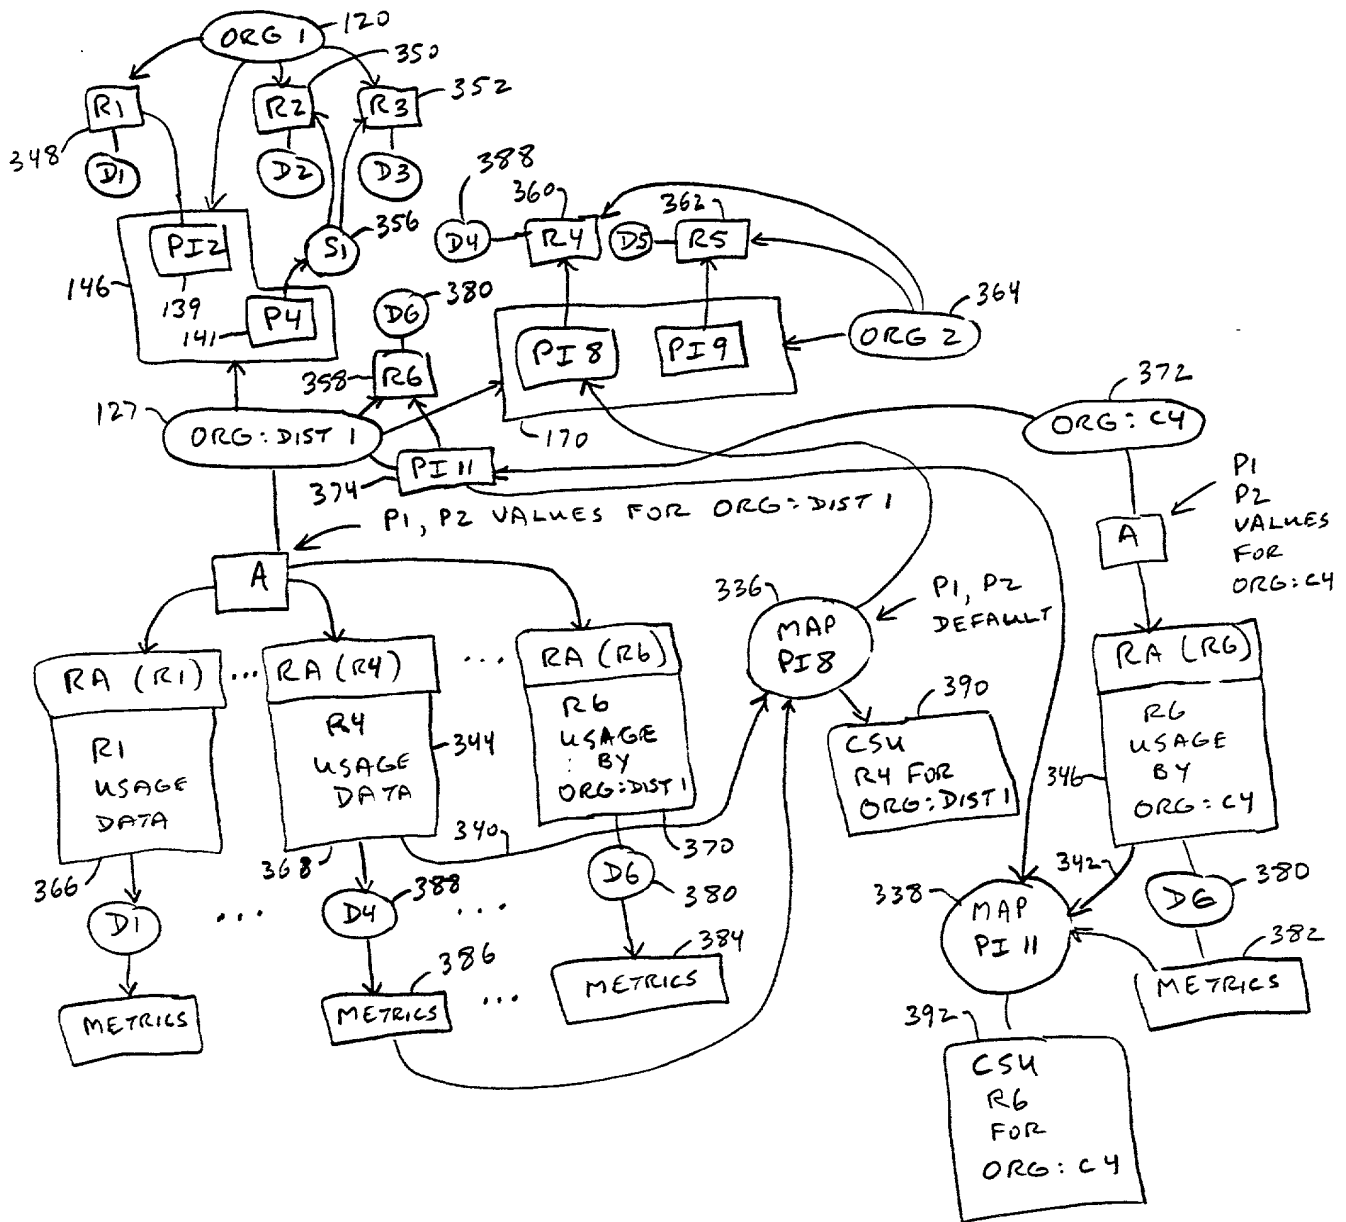 ORG 1
120
350
R1
R2
R3
352
348
D1
D2
D3
388
360
362
356
D4
R4
D5
R5
PI2
S1
146
139
P4
141
D6
380
364
ORG 2
PI8
PI9
358
R6
372
127
ORG: DIST 1
170
ORG: C4
PI 11
374
P1, P2 VALUES FOR ORG: DIST 1
P1
P2
VALUES
FOR
ORG: C4
A
A
336
P1, P2
DEFAULT
MAP
PI8
RA (R1)
...
RA (R4)
...
RA (R6)
RA (R6)
R1
USAGE
DATA
R4
USAGE
DATA
344
R6
USAGE
BY
ORG: DIST 1
390
CSU
R4 FOR
ORG: DIST 1
R6
USAGE
BY
ORG: C4
346
340
370
366
368
342
D1
...
D4
388
...
D6
380
338
MAP
PI 11
D6
380
METRICS
386
METRICS
...
384
METRICS
382
METRICS
392
CSU
R6
FOR
ORG: C4